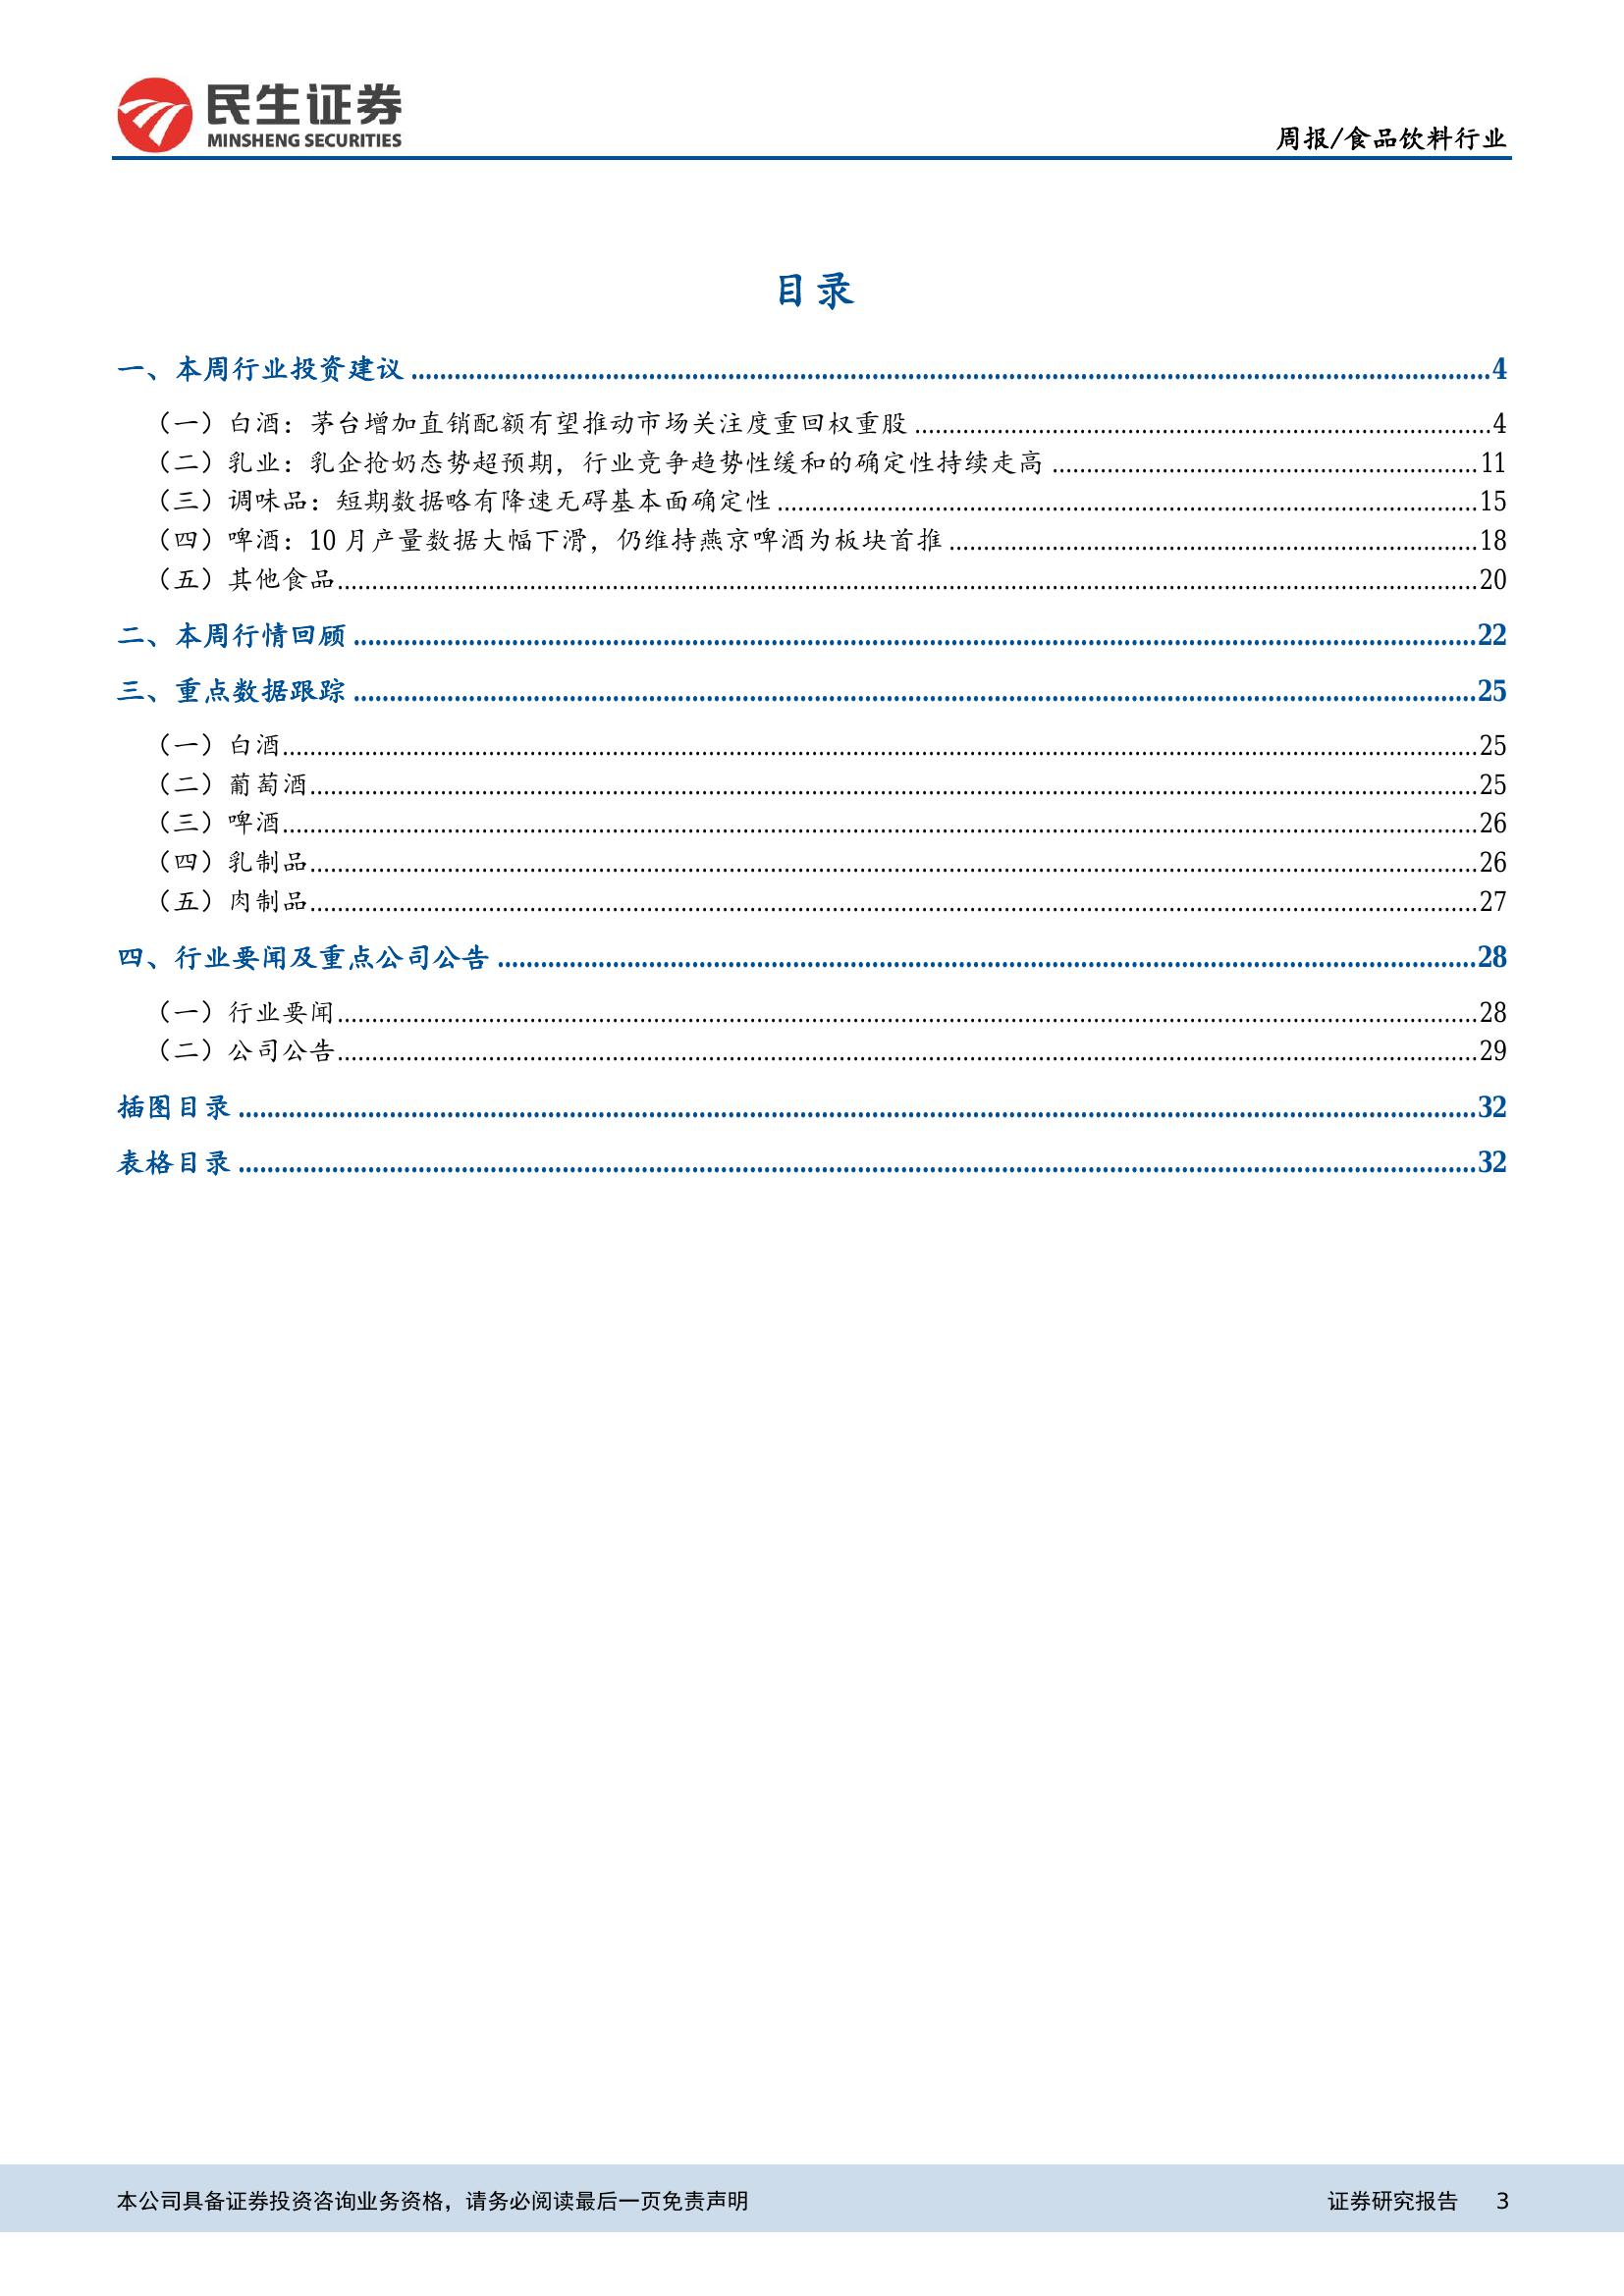 民生证券
MINSHENG SECURITIES
周报/食品饮料行业
目录
一、本周行业投资建议 ........ 4
（一）白酒：茅台增加直销配额有望推动市场关注度重回权重股 ........ 4
（二）乳业：乳企抢奶态势超预期，行业竞争趋势性缓和的确定性持续走高 ........ 11
（三）调味品：短期数据略有降速无碍基本面确定性 ........ 15
（四）啤酒：10 月产量数据大幅下滑，仍维持燕京啤酒为板块首推 ........ 18
（五）其他食品 ........ 20
二、本周行情回顾 ........ 22
三、重点数据跟踪 ........ 25
（一）白酒 ........ 25
（二）葡萄酒 ........ 25
（三）啤酒 ........ 26
（四）乳制品 ........ 26
（五）肉制品 ........ 27
四、行业要闻及重点公司公告 ........ 28
（一）行业要闻 ........ 28
（二）公司公告 ........ 29
插图目录 ........ 32
表格目录 ........ 32
本公司具备证券投资咨询业务资格，请务必阅读最后一页免责声明 证券研究报告 3